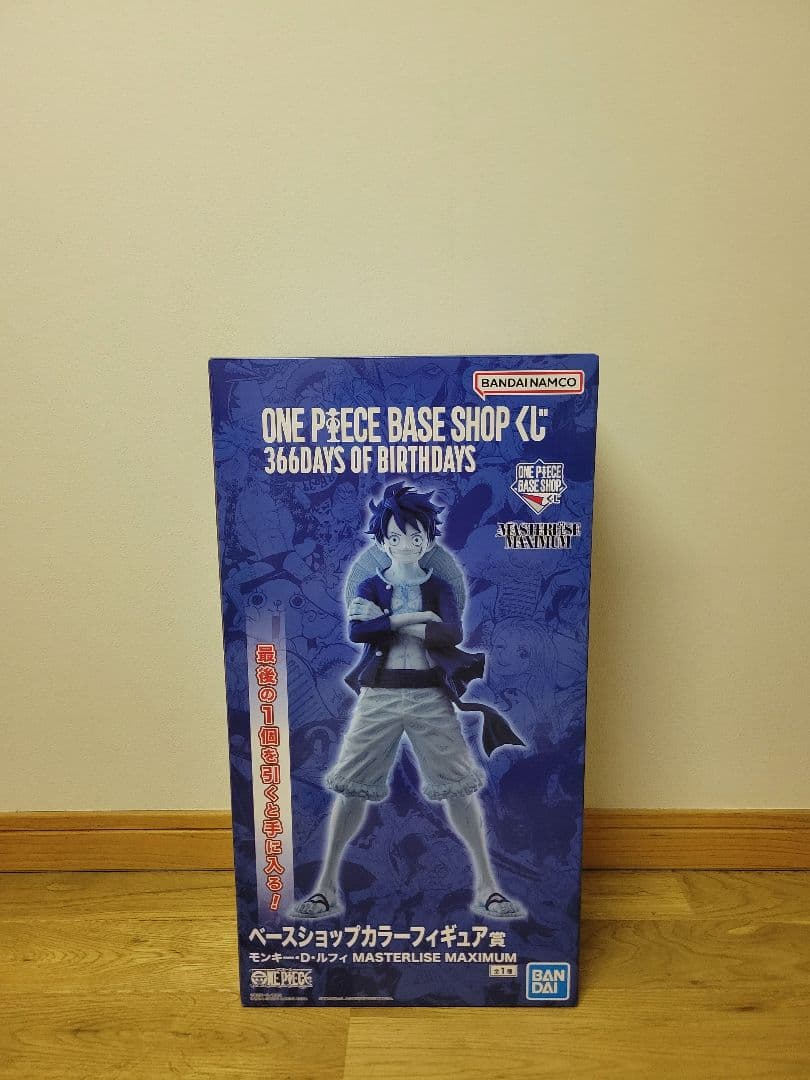 BANDAI NAMCO
ONE PIECE BASE SHOP くじ
366DAYS OF BIRTHDAYS
ONE PIECE
BASE SHOP
くじ
MASTERLISE
MAXIMUM
最後の1個を引くと手に入る!
ベースショップカラーフィギュア賞
モンキー・D・ルフィ MASTERLISE MAXIMUM
全1種
ONE PIECE
BAN
DAI